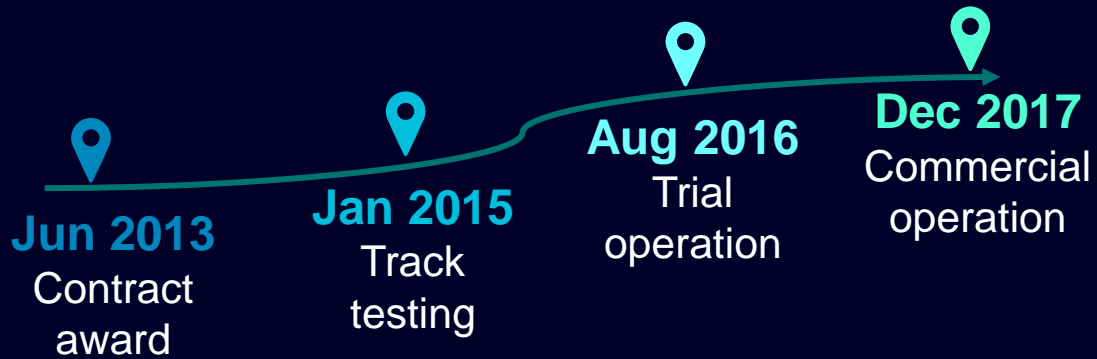 Jun 2013
Contract
award
Jan 2015
Track
testing
Aug 2016
Trial
operation
Dec 2017
Commercial
operation